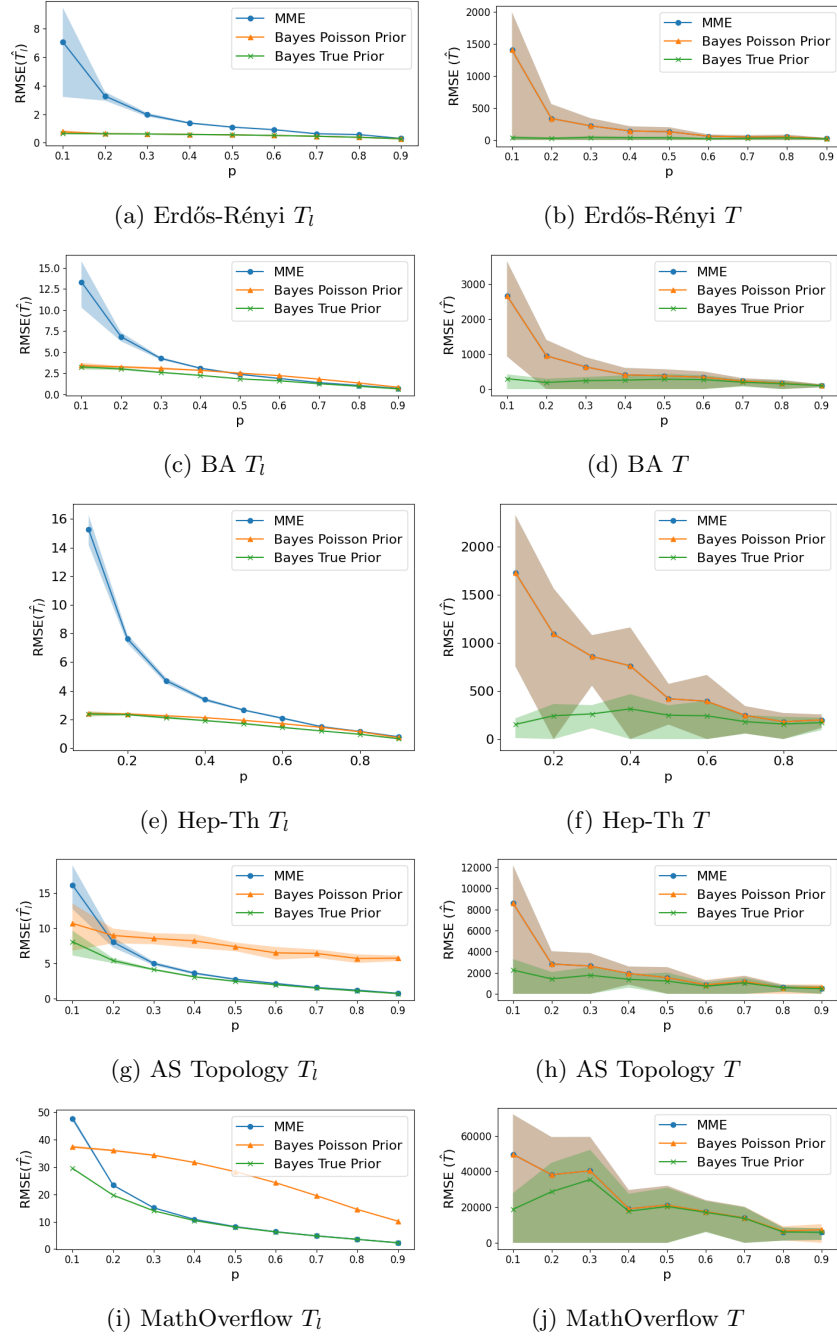 8
6
4
2
0
RMSE(T̂_l)
0.1 0.2 0.3 0.4 0.5 0.6 0.7 0.8 0.9
p
MME
Bayes Poisson Prior
Bayes True Prior
(a) Erdős-Rényi T_l
2000
1500
1000
500
0
RMSE (T̂)
0.1 0.2 0.3 0.4 0.5 0.6 0.7 0.8 0.9
p
MME
Bayes Poisson Prior
Bayes True Prior
(b) Erdős-Rényi T
15.0
12.5
10.0
7.5
5.0
2.5
0.0
RMSE(T̂_l)
0.1 0.2 0.3 0.4 0.5 0.6 0.7 0.8 0.9
p
MME
Bayes Poisson Prior
Bayes True Prior
(c) BA T_l
3000
2000
1000
0
RMSE (T̂)
0.1 0.2 0.3 0.4 0.5 0.6 0.7 0.8 0.9
p
MME
Bayes Poisson Prior
Bayes True Prior
(d) BA T
16
14
12
10
8
6
4
2
0
RMSE(T̂_l)
0.2 0.4 0.6 0.8
p
MME
Bayes Poisson Prior
Bayes True Prior
(e) Hep-Th T_l
2000
1500
1000
500
0
RMSE (T̂)
0.2 0.4 0.6 0.8
p
MME
Bayes Poisson Prior
Bayes True Prior
(f) Hep-Th T
15
10
5
0
RMSE(T̂_l)
0.1 0.2 0.3 0.4 0.5 0.6 0.7 0.8 0.9
p
MME
Bayes Poisson Prior
Bayes True Prior
(g) AS Topology T_l
12000
10000
8000
6000
4000
2000
0
RMSE (T̂)
0.1 0.2 0.3 0.4 0.5 0.6 0.7 0.8 0.9
p
MME
Bayes Poisson Prior
Bayes True Prior
(h) AS Topology T
50
40
30
20
10
0
RMSE(T̂_l)
0.1 0.2 0.3 0.4 0.5 0.6 0.7 0.8 0.9
p
MME
Bayes Poisson Prior
Bayes True Prior
(i) MathOverflow T_l
60000
40000
20000
0
RMSE (T̂)
0.1 0.2 0.3 0.4 0.5 0.6 0.7 0.8 0.9
p
MME
Bayes Poisson Prior
Bayes True Prior
(j) MathOverflow T